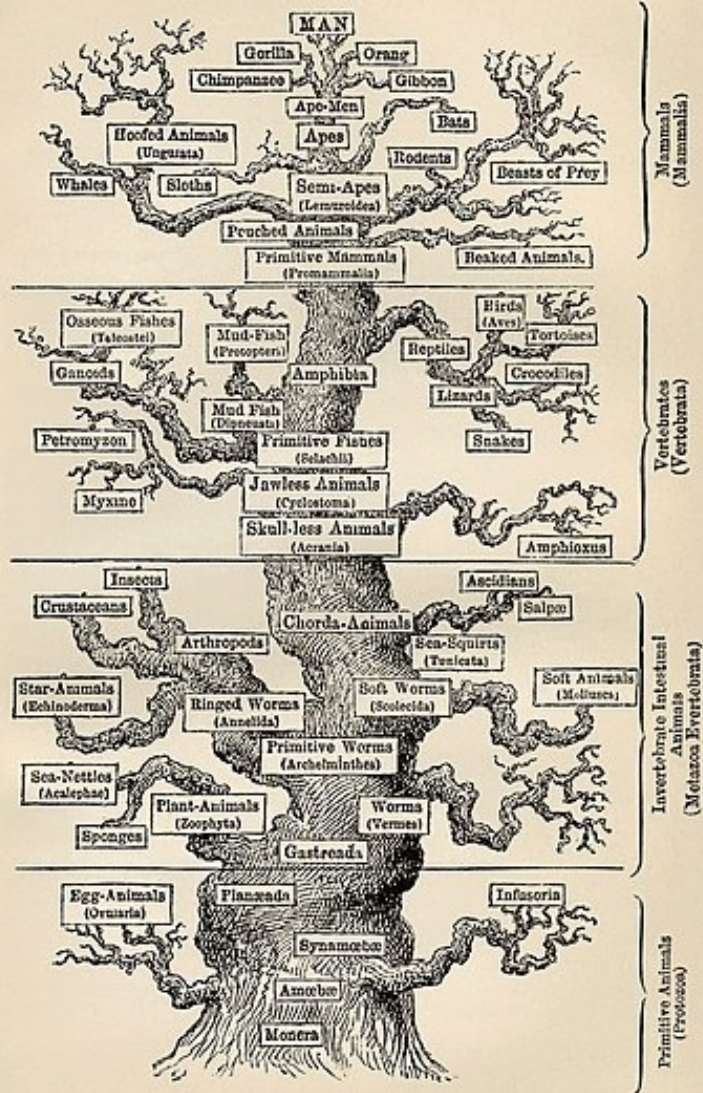 MAN
Gorilla
Orang
Chimpanzee
Gibbon
Ape-Men
Apes
Bats
Hoofed Animals
(Ungulata)
Rodents
Whales
Sloths
Semi-Apes
(Lemuroidea)
Beasts of Prey
Pouched Animals
Primitive Mammals
(Promammalia)
Beaked Animals.
Mammals
(Mammalia)
Osseous Fishes
(Teleostei)
Mud-Fish
(Protopteri)
Birds
(Aves)
Tortoises
Ganoids
Amphibia
Reptiles
Crocodiles
Mud Fish
(Dipneusta)
Lizards
Petromyzon
Primitive Fishes
(Selachii)
Snakes
Myxine
Jawless Animals
(Cyclostoma)
Skull-less Animals
(Acrania)
Amphioxus
Vertebrates
(Vertebrata)
Insects
Ascidians
Crustaceans
Salpæ
Arthropods
Chorda-Animals
Sea-Squirts
(Tunicata)
Star-Animals
(Echinoderma)
Ringed Worms
(Annelida)
Soft Worms
(Scolecida)
Soft Animals
(Mollusca)
Primitive Worms
(Archelminthes)
Sea-Nettles
(Acalephae)
Plant-Animals
(Zoophyta)
Worms
(Vermes)
Sponges
Gastreada
Invertebrate Intestinal
Animals
(Metazoa Evertebrata)
Egg-Animals
(Ovularia)
Planæada
Infusoria
Synamœbæ
Amœbæ
Monera
Primitive Animals
(Protozoa)